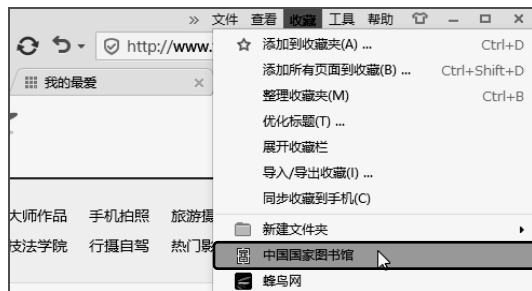 » 文件 查看 收藏 工具 帮助
http://www.
我的最爱
添加到收藏夹(A) ... Ctrl+D
添加所有页面到收藏(B) ... Ctrl+Shift+D
整理收藏夹(M) Ctrl+B
优化标题(T) ...
展开收藏栏
导入/导出收藏(I) ...
同步收藏到手机(C)
大师作品 手机拍照 旅游摄
新建文件夹
技法学院 行摄自驾 热门影
中国国家图书馆
蜂鸟网